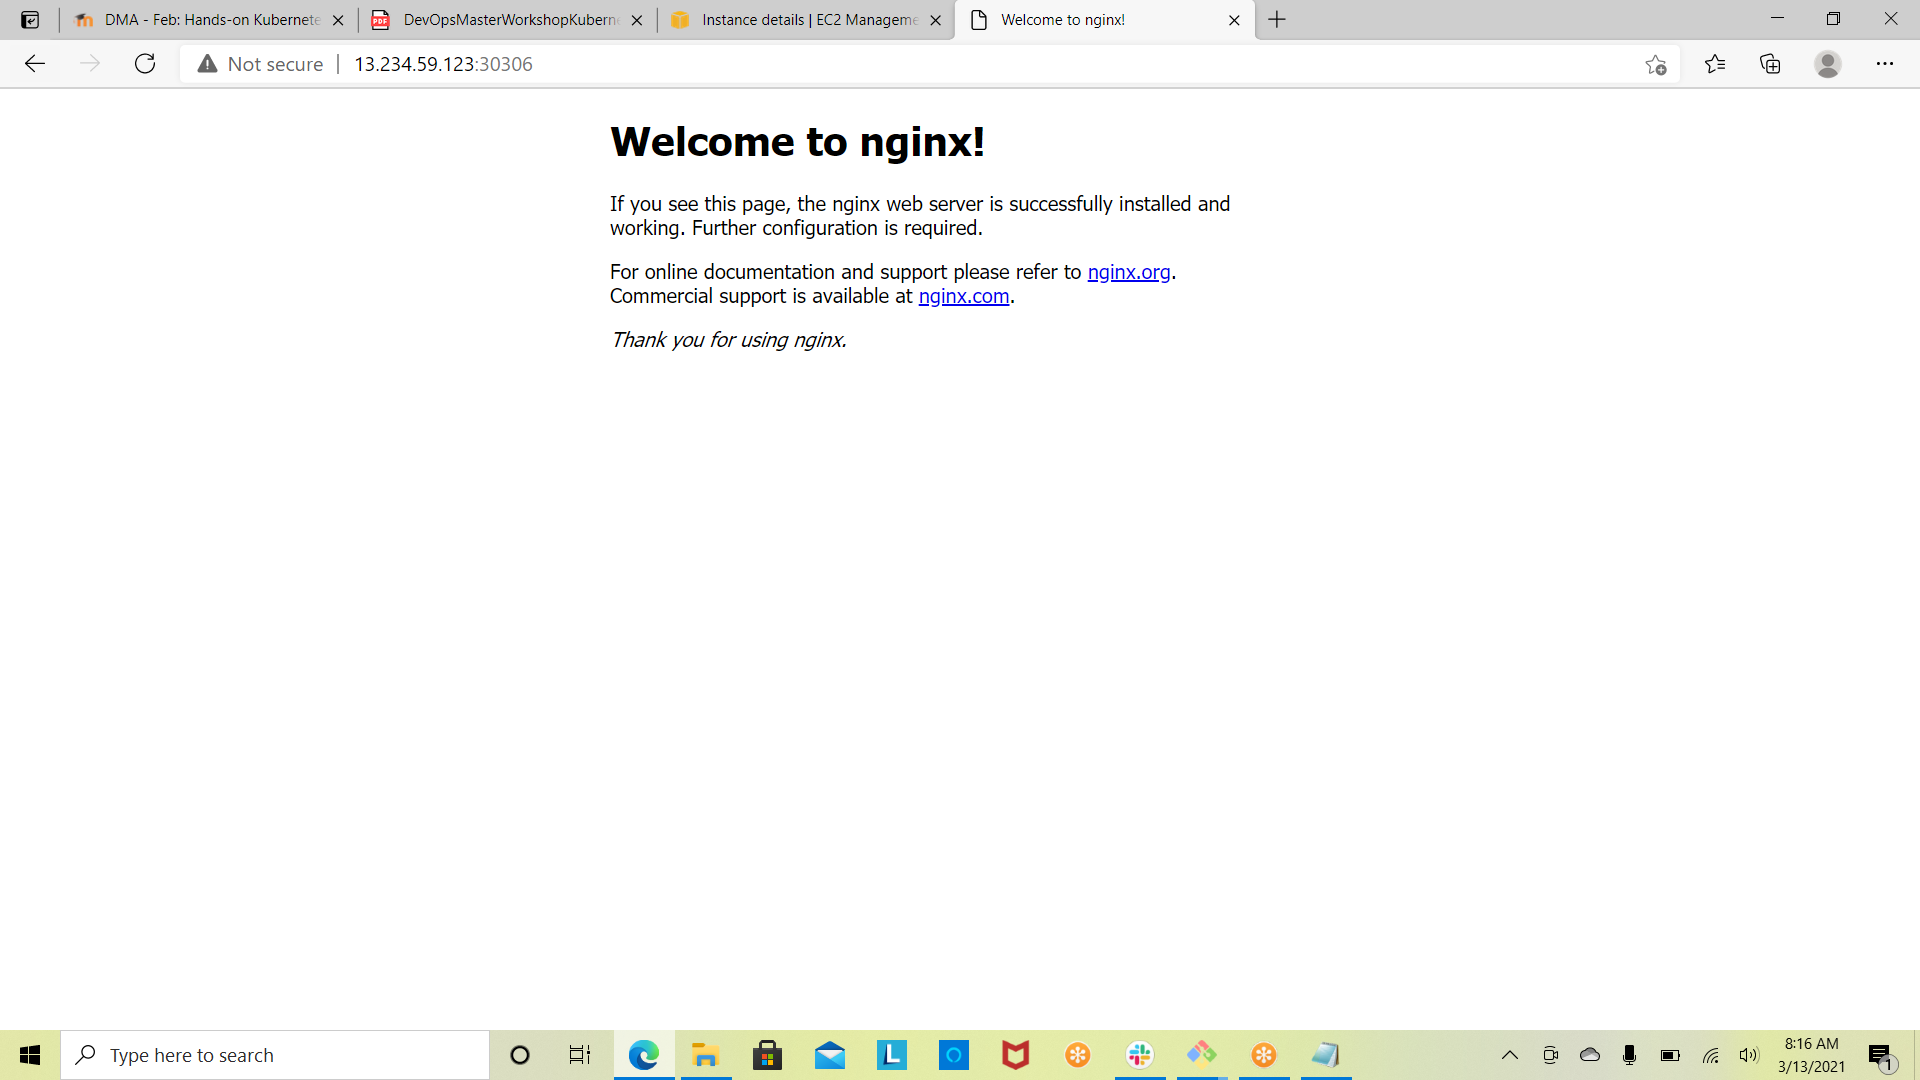 DMA - Feb: Hands-on Kubernete
DevOpsMasterWorkshopKuberne
Instance details | EC2 Manageme
Welcome to nginx!
Not secure
13.234.59.123:30306
Welcome to nginx!
If you see this page, the nginx web server is successfully installed and
working. Further configuration is required.
For online documentation and support please refer to nginx.org.
Commercial support is available at nginx.com.
Thank you for using nginx.
Type here to search
8:16 AM
3/13/2021
1